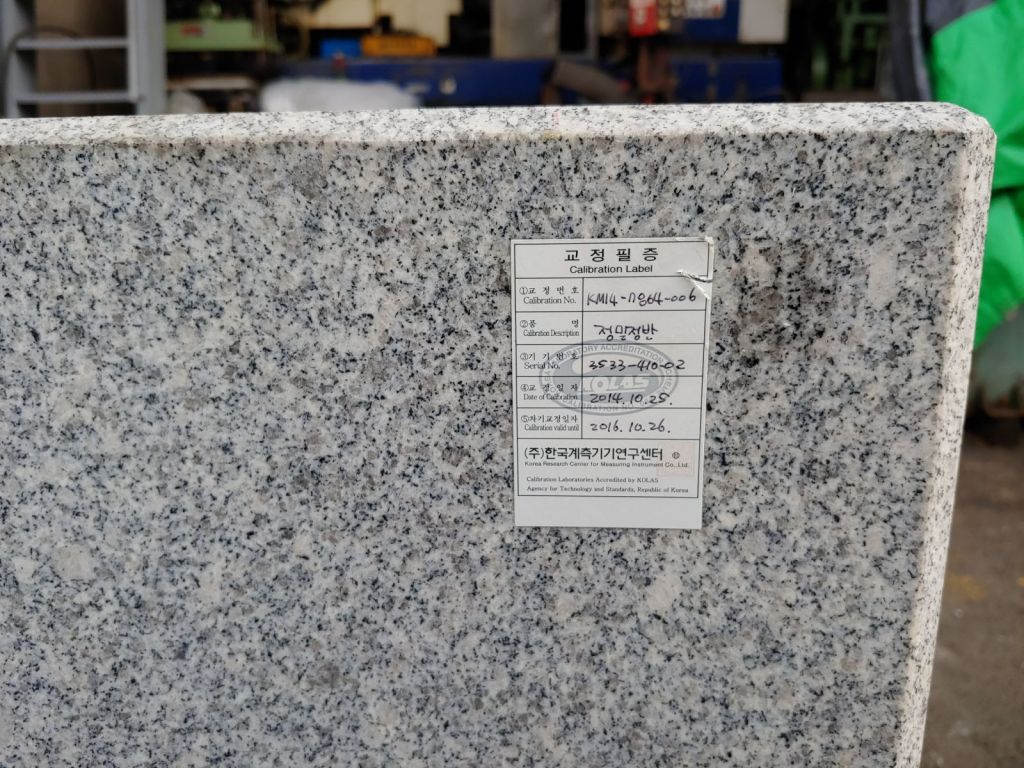 교 정 필 증
Calibration Label
①교 정 번 호
Calibration No. KM14-17864-006
②품 명
Calibration Description 정밀정반
③기 기 번 호
Serial No. 3533-410-02
④교 정 일 자
Date of Calibration 2014.10.25.
⑤차기교정일자
Calibration valid until 2016.10.26.
KOLAS
(주)한국계측기기연구센터
Korea Research Center for Measuring Instrument Co., Ltd.
Calibration Laboratories Accredited by KOLAS
Agency for Technology and Standards, Republic of Korea